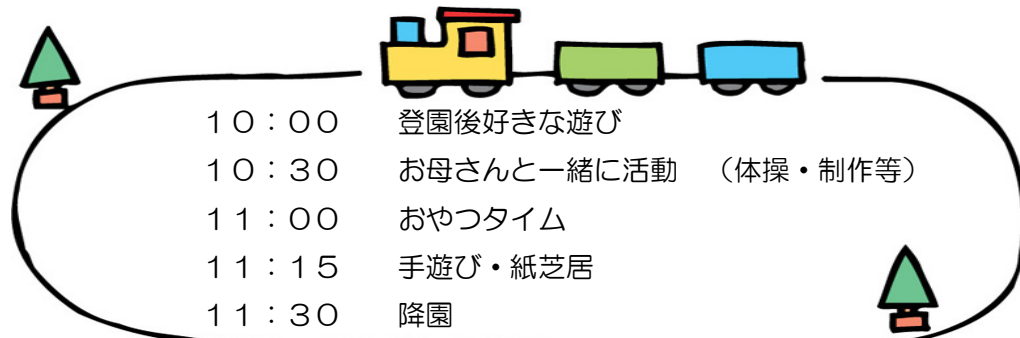 １０：００　　登園後好きな遊び
１０：３０　　お母さんと一緒に活動　（体操・制作等）
１１：００　　おやつタイム
１１：１５　　手遊び・紙芝居
１１：３０　　降園